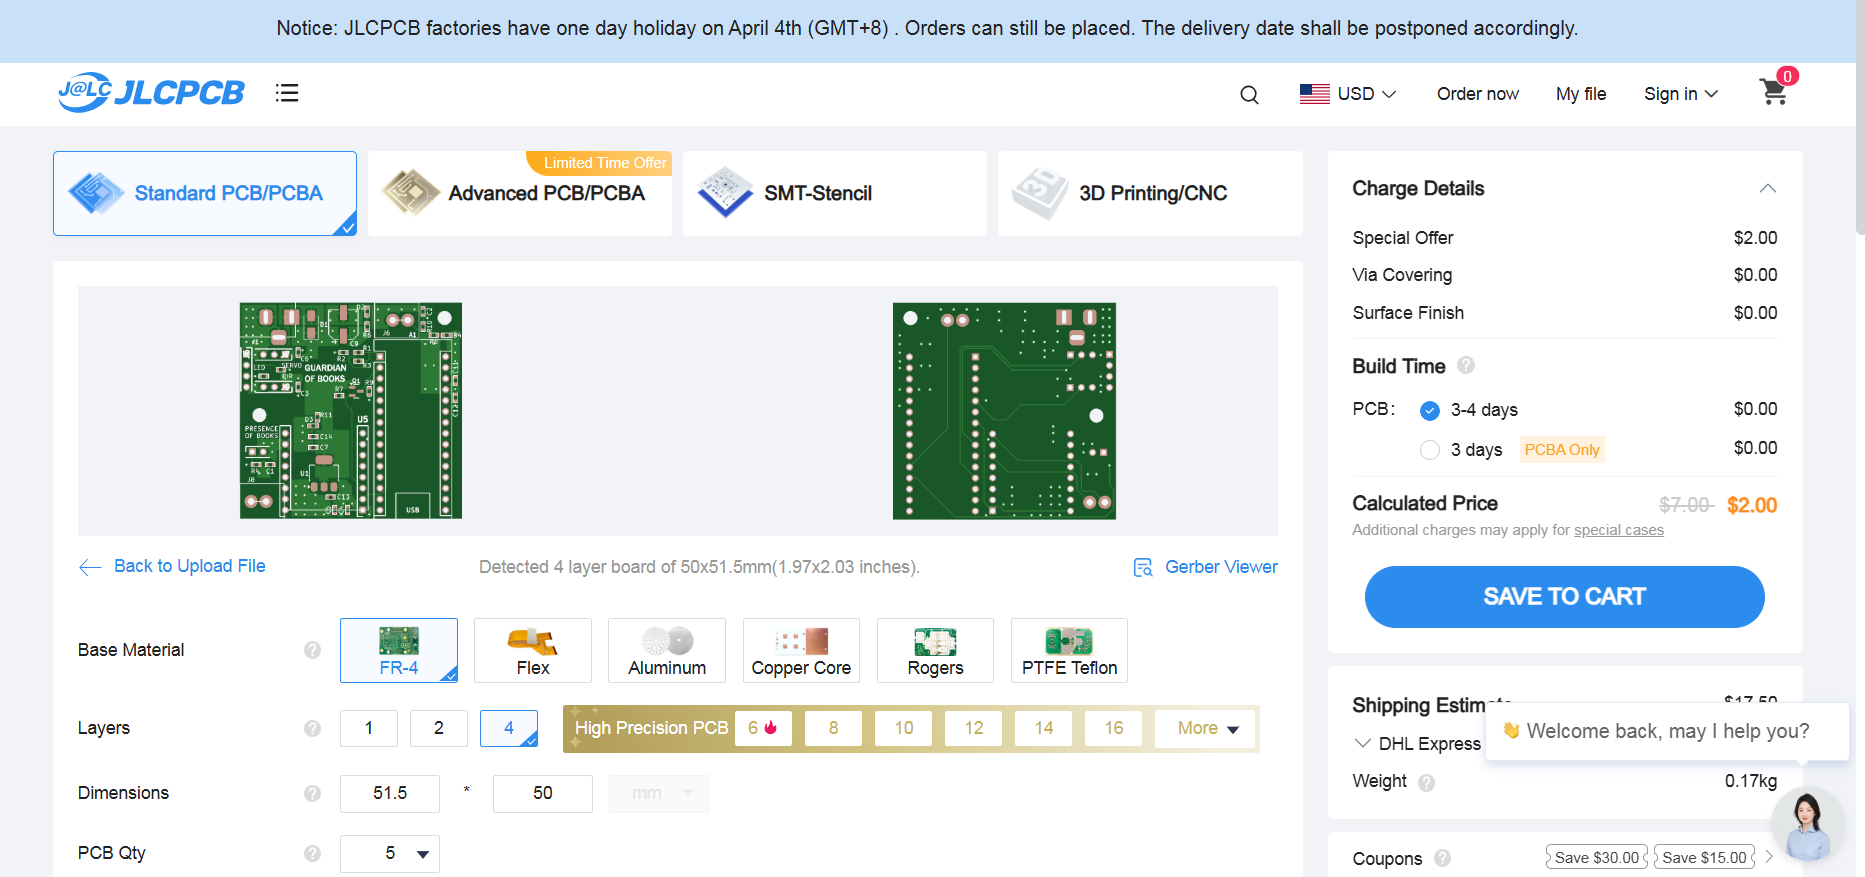 Notice: JLCPCB factories have one day holiday on April 4th (GMT+8) . Orders can still be placed. The delivery date shall be postponed accordingly.
J@LC JLCPCB
USD
Order now
My file
Sign in
0
Standard PCB/PCBA
Limited Time Offer
Advanced PCB/PCBA
SMT-Stencil
3D Printing/CNC
GUARDIAN
OF BOOKS
PRESENCE
OF BOOKS
LED
SERVO
USB
Back to Upload File
Detected 4 layer board of 50x51.5mm(1.97x2.03 inches).
Gerber Viewer
Base Material
FR-4
Flex
Aluminum
Copper Core
Rogers
PTFE Teflon
Layers
1
2
4
High Precision PCB
6
8
10
12
14
16
More
Dimensions
51.5
*
50
mm
PCB Qty
5
Charge Details
Special Offer $2.00
Via Covering $0.00
Surface Finish $0.00
Build Time
PCB: 3-4 days $0.00
3 days PCBA Only $0.00
Calculated Price $7.00 $2.00
Additional charges may apply for special cases
SAVE TO CART
Shipping Estimate $17.50
DHL Express
👋 Welcome back, may I help you?
Weight 0.17kg
Coupons Save $30.00 Save $15.00